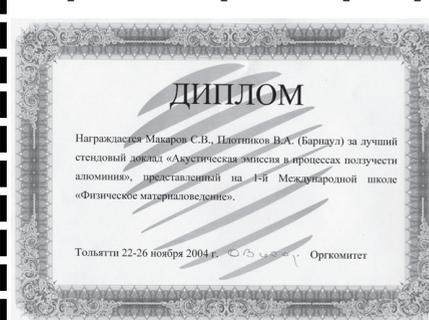 ДИПЛОМ
Награждается Макаров С.В., Плотников В.А. (Барнаул) за лучший
стендовый доклад «Акустическая эмиссия в процессах ползучести
алюминия», представленный на 1-й Международной школе
«Физическое материаловедение».
Тольятти 22-26 ноября 2004 г. Оргкомитет